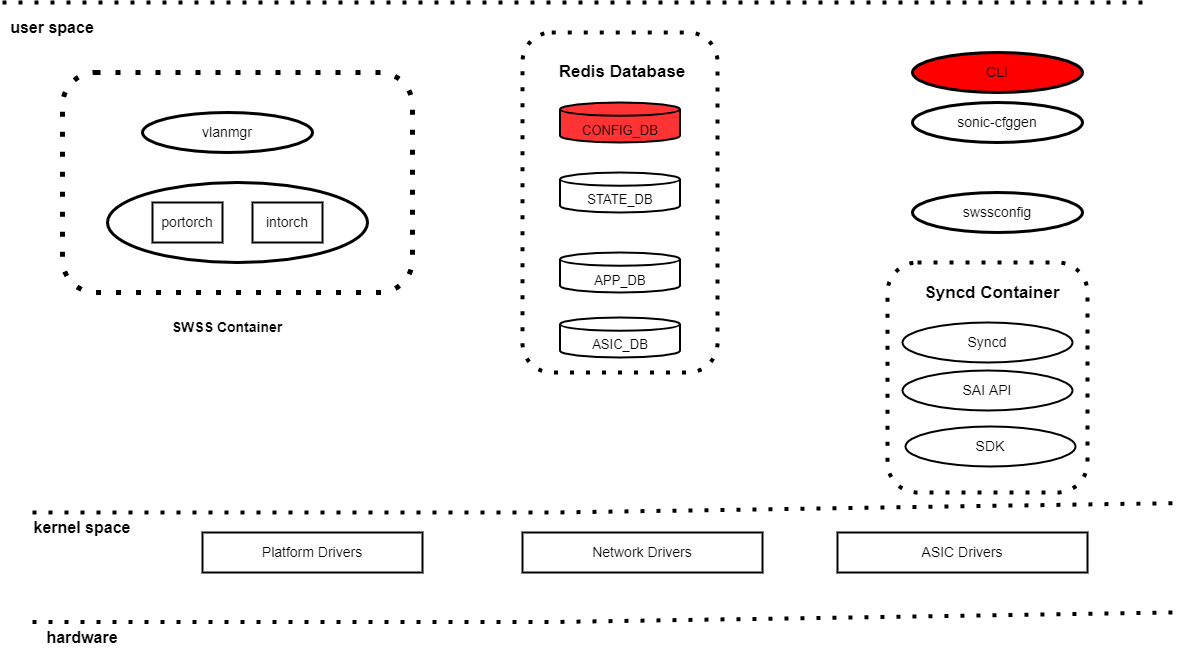 user space
Redis Database
CLI
CONFIG_DB
sonic-cfggen
vlanmgr
STATE_DB
swssconfig
portorch
intorch
APP_DB
Syncd Container
SWSS Container
ASIC_DB
Syncd
SAI API
SDK
kernel space
Platform Drivers
Network Drivers
ASIC Drivers
hardware